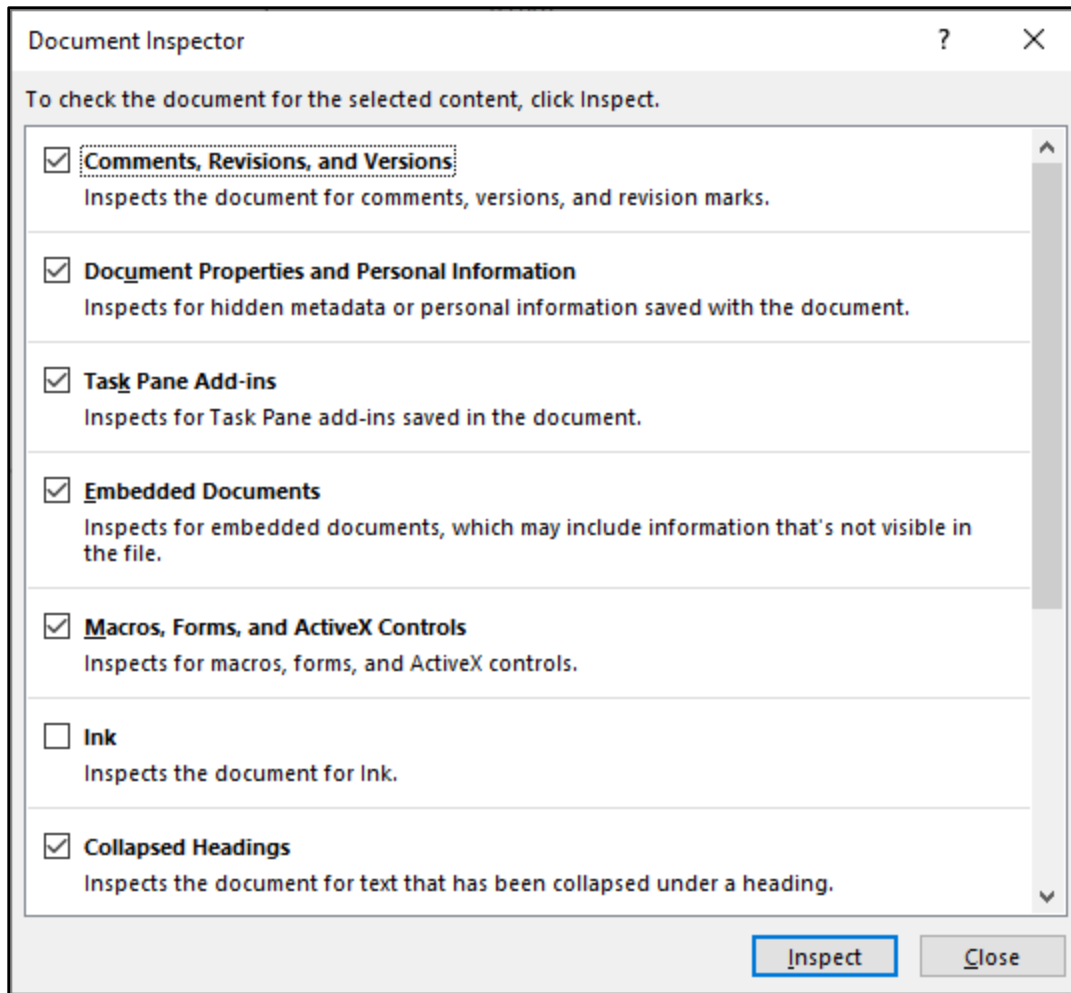 Document Inspector
?
To check the document for the selected content, click Inspect.
Comments, Revisions, and Versions
Inspects the document for comments, versions, and revision marks.
Document Properties and Personal Information
Inspects for hidden metadata or personal information saved with the document.
Task Pane Add-ins
Inspects for Task Pane add-ins saved in the document.
Embedded Documents
Inspects for embedded documents, which may include information that's not visible in
the file.
Macros, Forms, and ActiveX Controls
Inspects for macros, forms, and ActiveX controls.
Ink
Inspects the document for Ink.
Collapsed Headings
Inspects the document for text that has been collapsed under a heading.
Inspect
Close